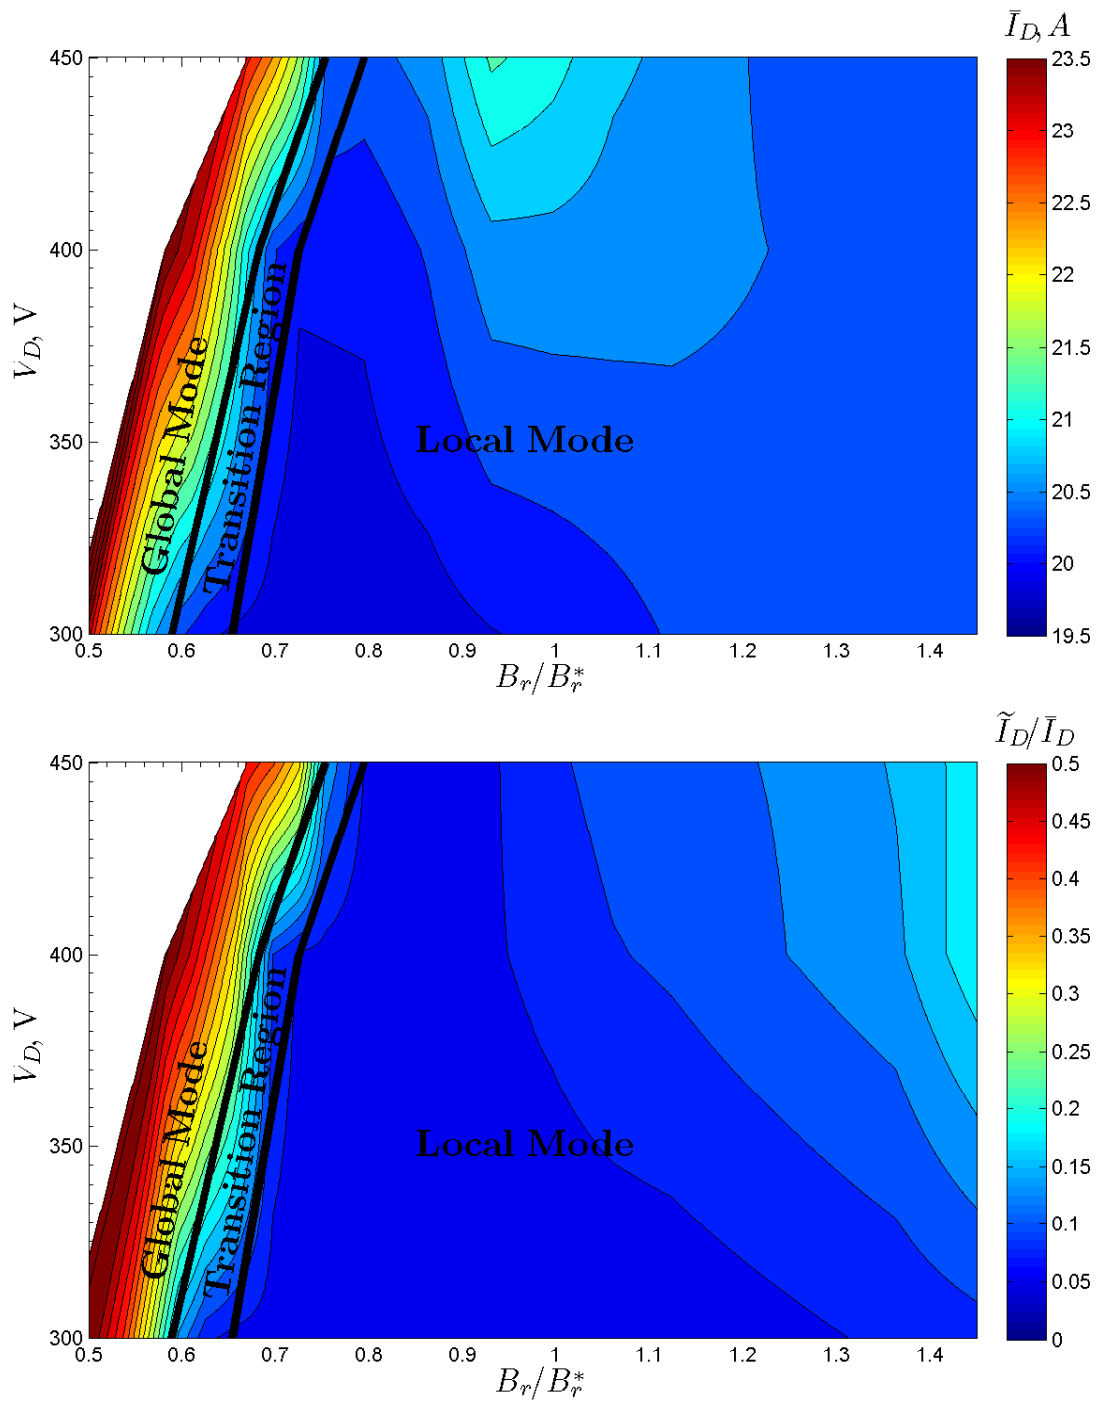 Ī_D, A
450
400
350
300
V_D, V
Global Mode
Transition Region
Local Mode
0.5 0.6 0.7 0.8 0.9 1 1.1 1.2 1.3 1.4
B_r/B_r^*
23.5
23
22.5
22
21.5
21
20.5
20
19.5
Ĩ_D/Ī_D
450
400
350
300
V_D, V
Global Mode
Transition Region
Local Mode
0.5 0.6 0.7 0.8 0.9 1 1.1 1.2 1.3 1.4
B_r/B_r^*
0.5
0.45
0.4
0.35
0.3
0.25
0.2
0.15
0.1
0.05
0